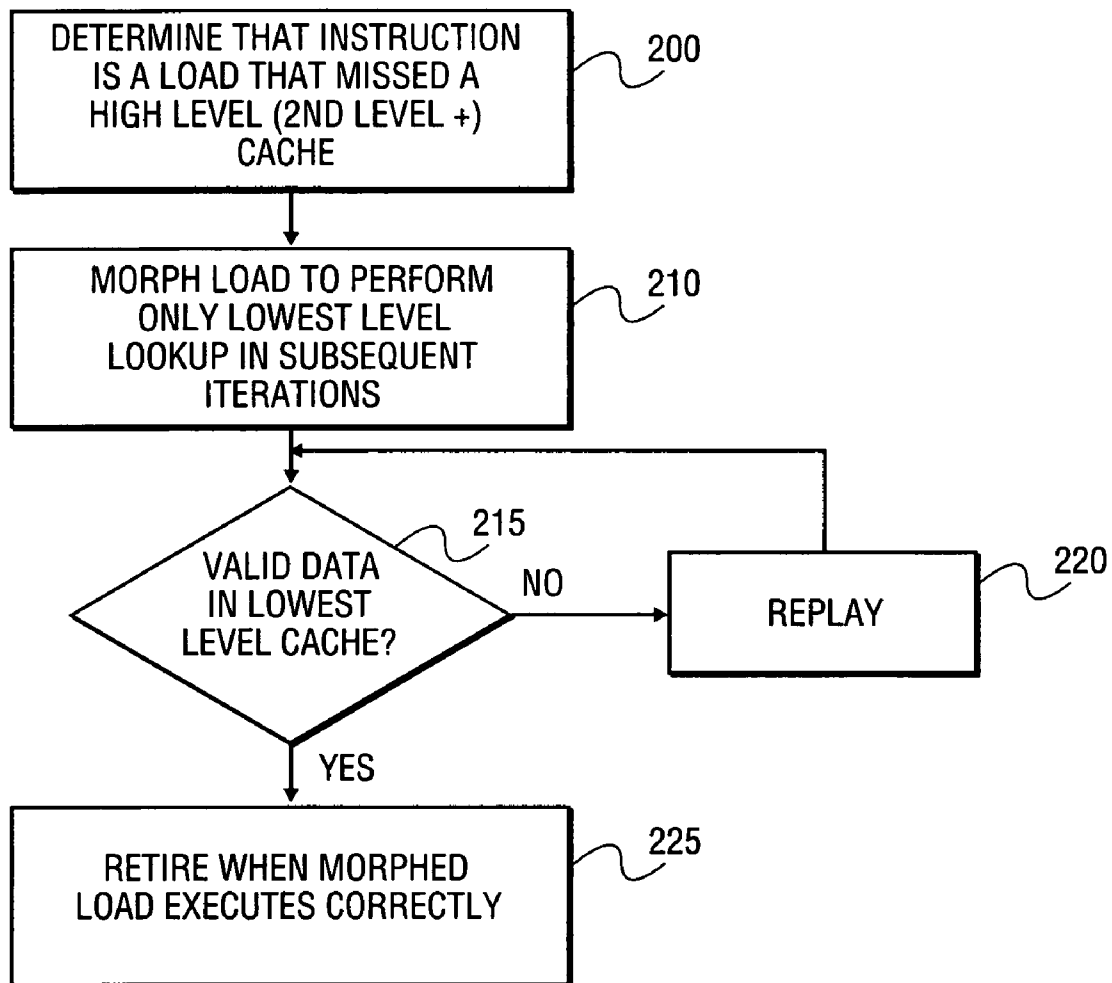 DETERMINE THAT INSTRUCTION
IS A LOAD THAT MISSED A
HIGH LEVEL (2ND LEVEL +)
CACHE
200
MORPH LOAD TO PERFORM
ONLY LOWEST LEVEL
LOOKUP IN SUBSEQUENT
ITERATIONS
210
VALID DATA
IN LOWEST
LEVEL CACHE?
215
NO
REPLAY
220
YES
RETIRE WHEN MORPHED
LOAD EXECUTES CORRECTLY
225